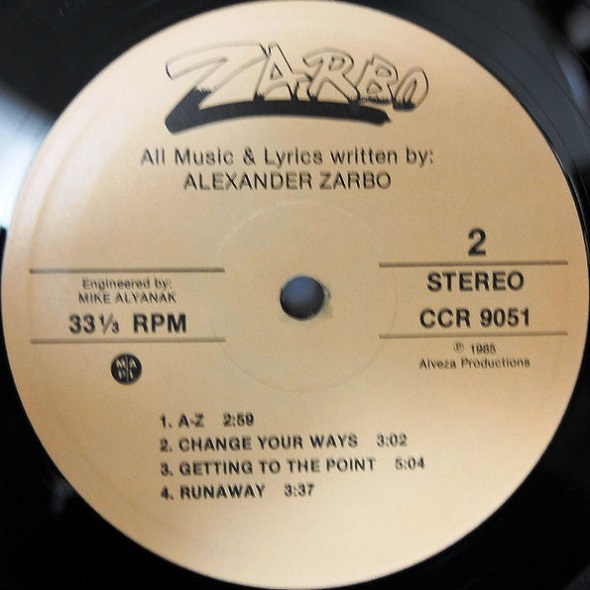 ZARBO
All Music & Lyrics written by:
ALEXANDER ZARBO
2
STEREO
CCR 9051
℗ 1985
Alveza Productions
Engineered by:
MIKE ALYANAK
33⅓ RPM
MA
PI
1. A-Z 2:59
2. CHANGE YOUR WAYS 3:02
3. GETTING TO THE POINT 5:04
4. RUNAWAY 3:37